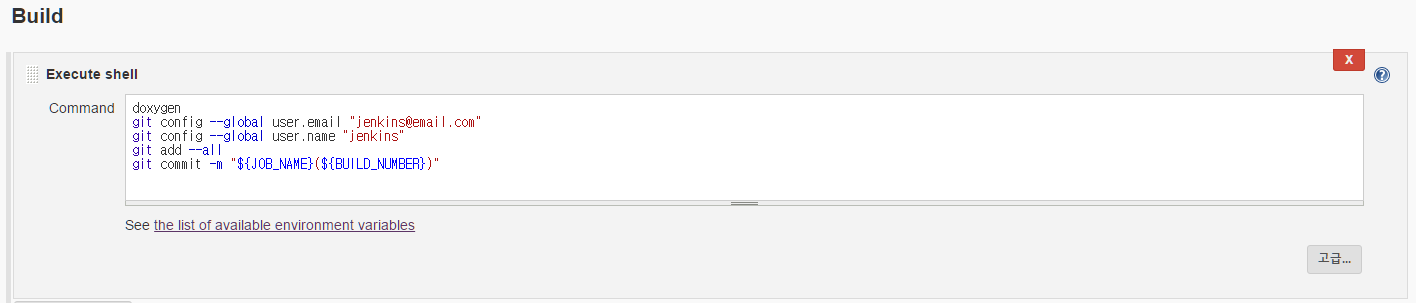 Build
Execute shell
X
?
Command
doxygen
git config --global user.email "jenkins@email.com"
git config --global user.name "jenkins"
git add --all
git commit -m "${JOB_NAME}(${BUILD_NUMBER})"
See the list of available environment variables
고급...